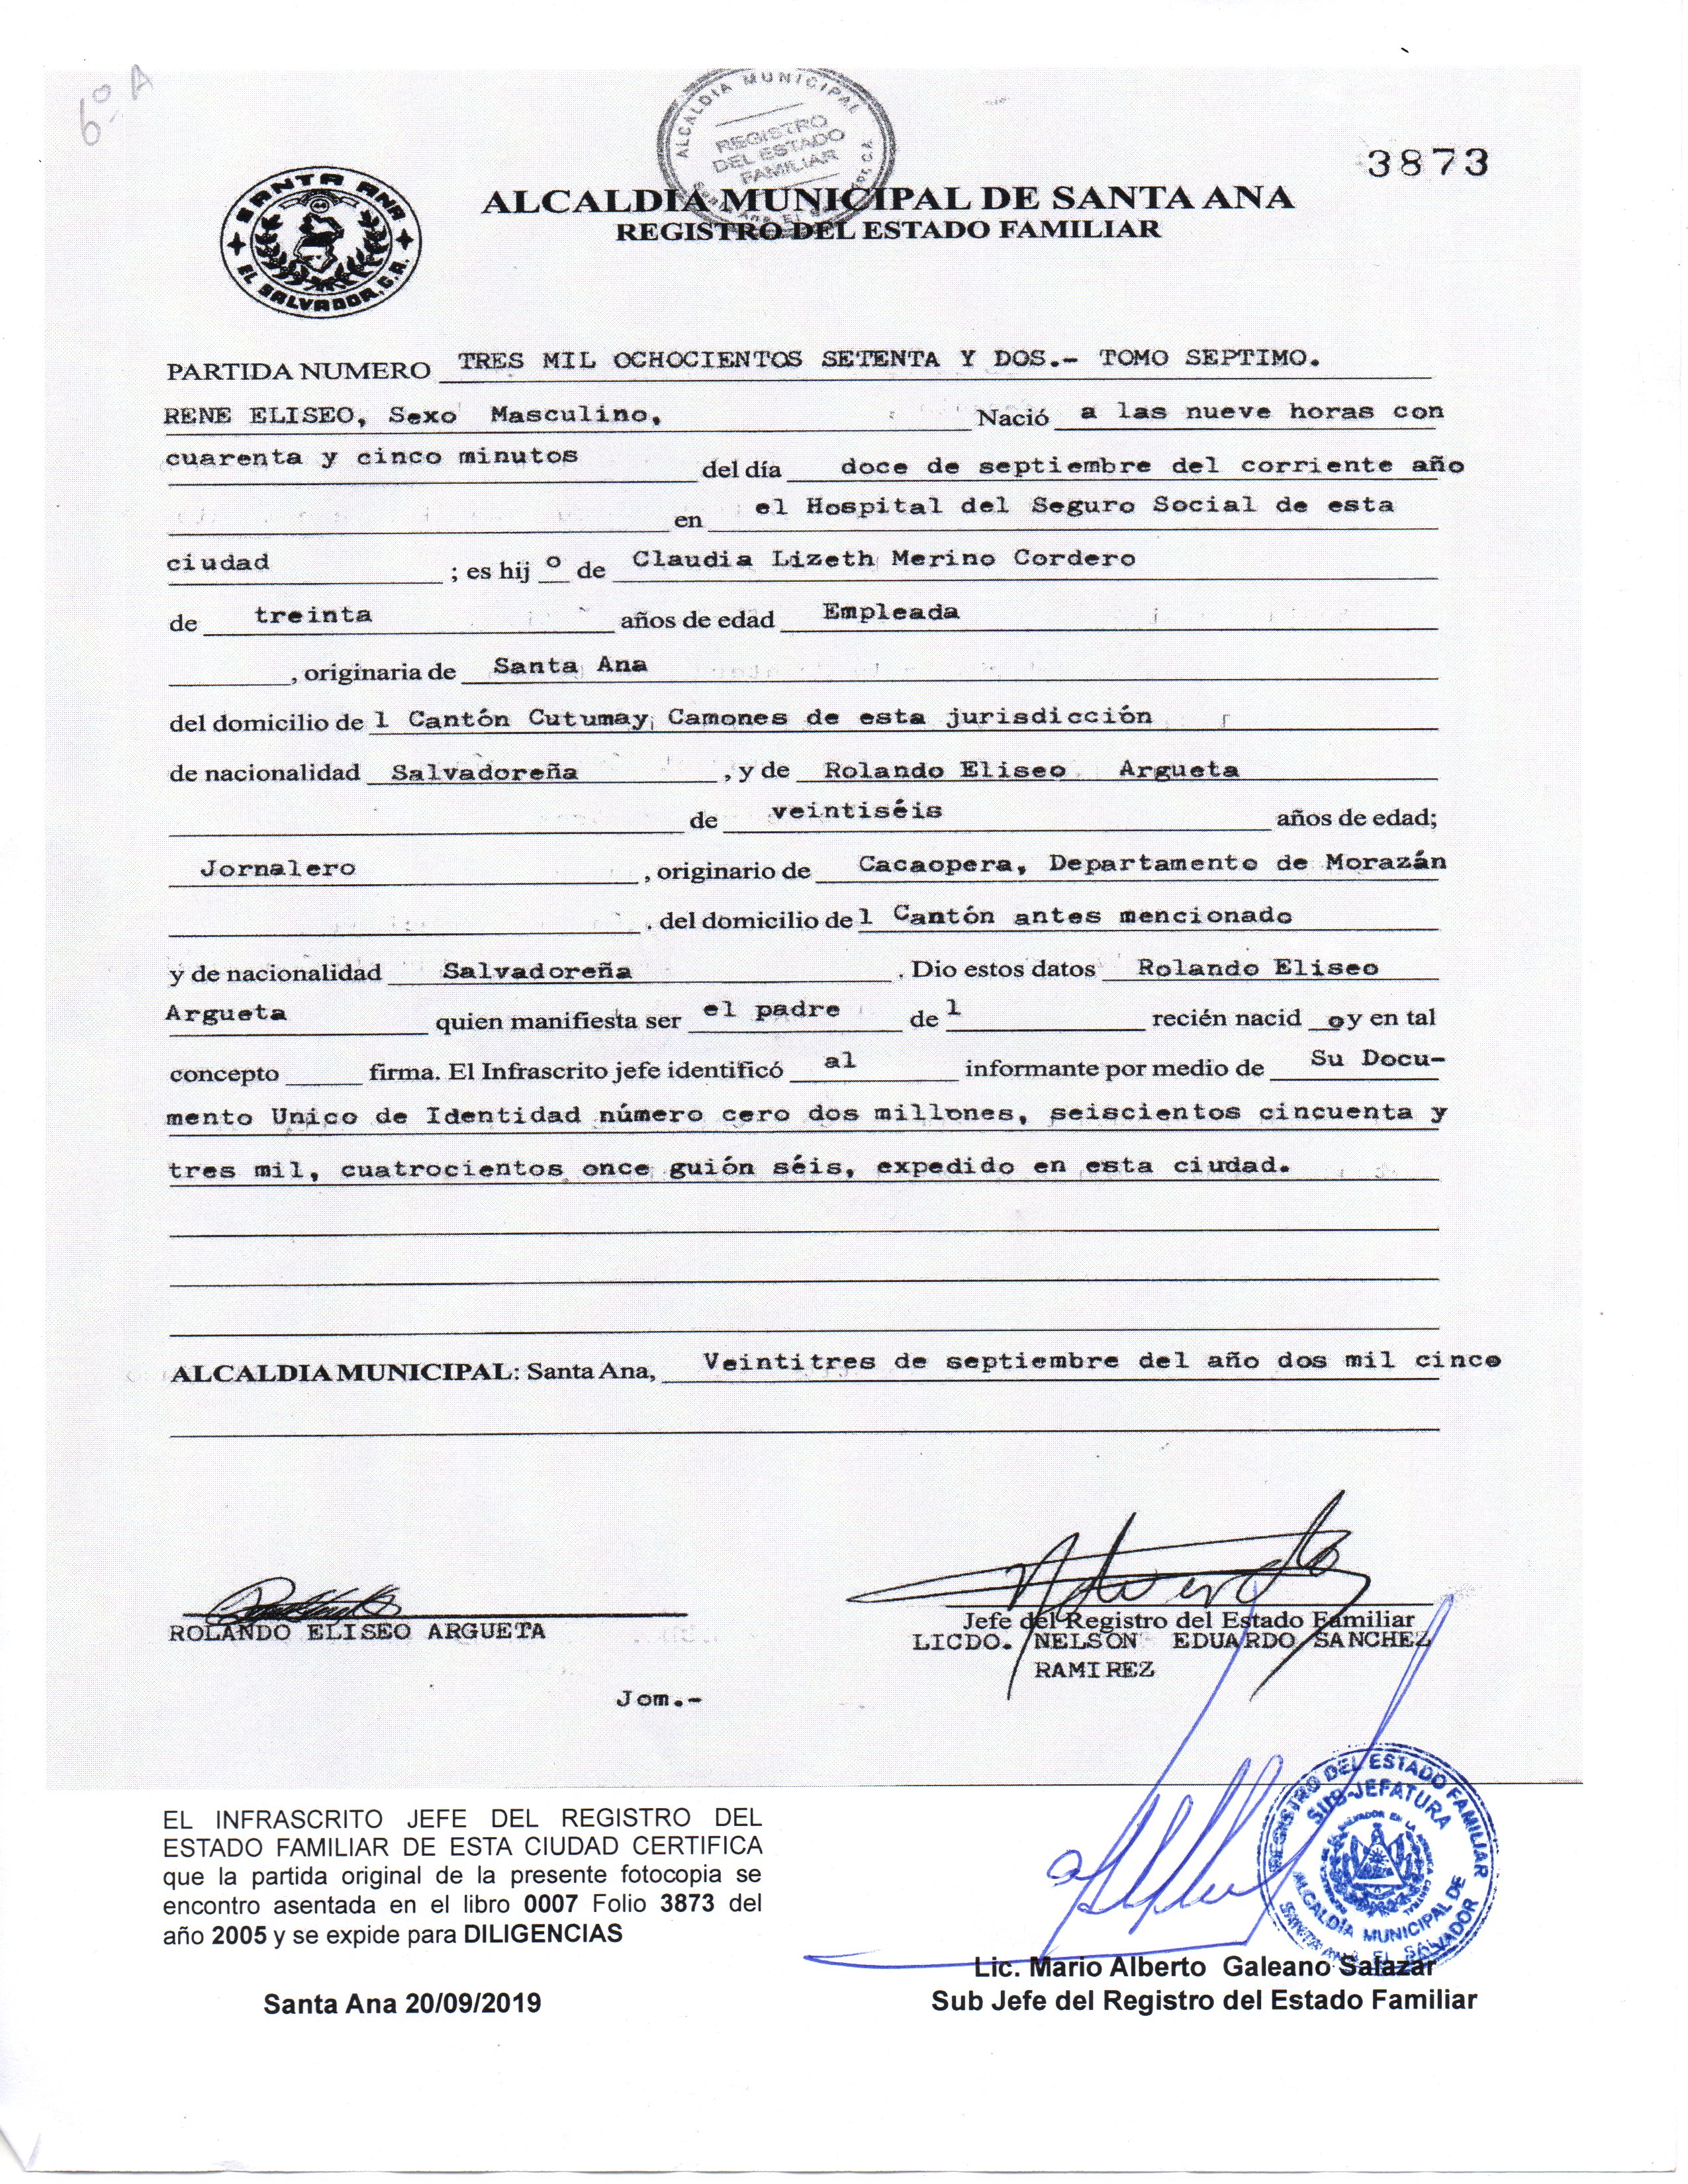 6º A
ALCALDIA MUNICIPAL
REGISTRO
DEL ESTADO
FAMILIAR
3873
SANTA ANA
EL SALVADOR, C.A.
ALCALDIA MUNICIPAL DE SANTA ANA
REGISTRO DEL ESTADO FAMILIAR
PARTIDA NUMERO TRES MIL OCHOCIENTOS SETENTA Y DOS.- TOMO SEPTIMO.
RENE ELISEO, Sexo Masculino, Nació a las nueve horas con
cuarenta y cinco minutos del día doce de septiembre del corriente año
en el Hospital del Seguro Social de esta
ciudad ; es hij o de Claudia Lizeth Merino Cordero
de treinta años de edad Empleada
, originaria de Santa Ana
del domicilio de l Cantón Cutumay Camones de esta jurisdicción
de nacionalidad Salvadoreña , y de Rolando Eliseo Argueta
de veintiséis años de edad;
Jornalero , originario de Cacaopera, Departamento de Morazán
. del domicilio de l Cantón antes mencionado
y de nacionalidad Salvadoreña . Dio estos datos Rolando Eliseo
Argueta quien manifiesta ser el padre de l recién nacid o y en tal
concepto firma. El Infrascrito jefe identificó al informante por medio de Su Docu-
mento Unico de Identidad número cero dos millones, seiscientos cincuenta y
tres mil, cuatrocientos once guión séis, expedido en esta ciudad.
ALCALDIA MUNICIPAL: Santa Ana, Veintitres de septiembre del año dos mil cinco
ROLANDO ELISEO ARGUETA
Jefe del Registro del Estado Familiar
LICDO. NELSON EDUARDO SANCHEZ
RAMIREZ
Jom.-
EL INFRASCRITO JEFE DEL REGISTRO DEL
ESTADO FAMILIAR DE ESTA CIUDAD CERTIFICA
que la partida original de la presente fotocopia se
encontro asentada en el libro 0007 Folio 3873 del
año 2005 y se expide para DILIGENCIAS
Santa Ana 20/09/2019
REGISTRO DEL ESTADO FAMILIAR
SUB-JEFATURA
ALCALDÍA MUNICIPAL DE
SANTA ANA, EL SALVADOR
Lic. Mario Alberto Galeano Salazar
Sub Jefe del Registro del Estado Familiar